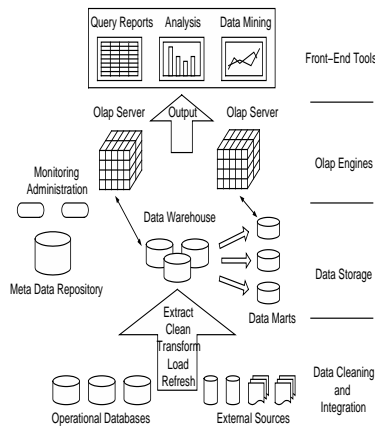 Query Reports
Analysis
Data Mining
Front-End Tools
Olap Server
Output
Olap Server
Olap Engines
Monitoring
Administration
Data Warehouse
Meta Data Repository
Data Storage
Data Marts
Extract
Clean
Transform
Load
Refresh
Data Cleaning
and
Integration
Operational Databases
External Sources